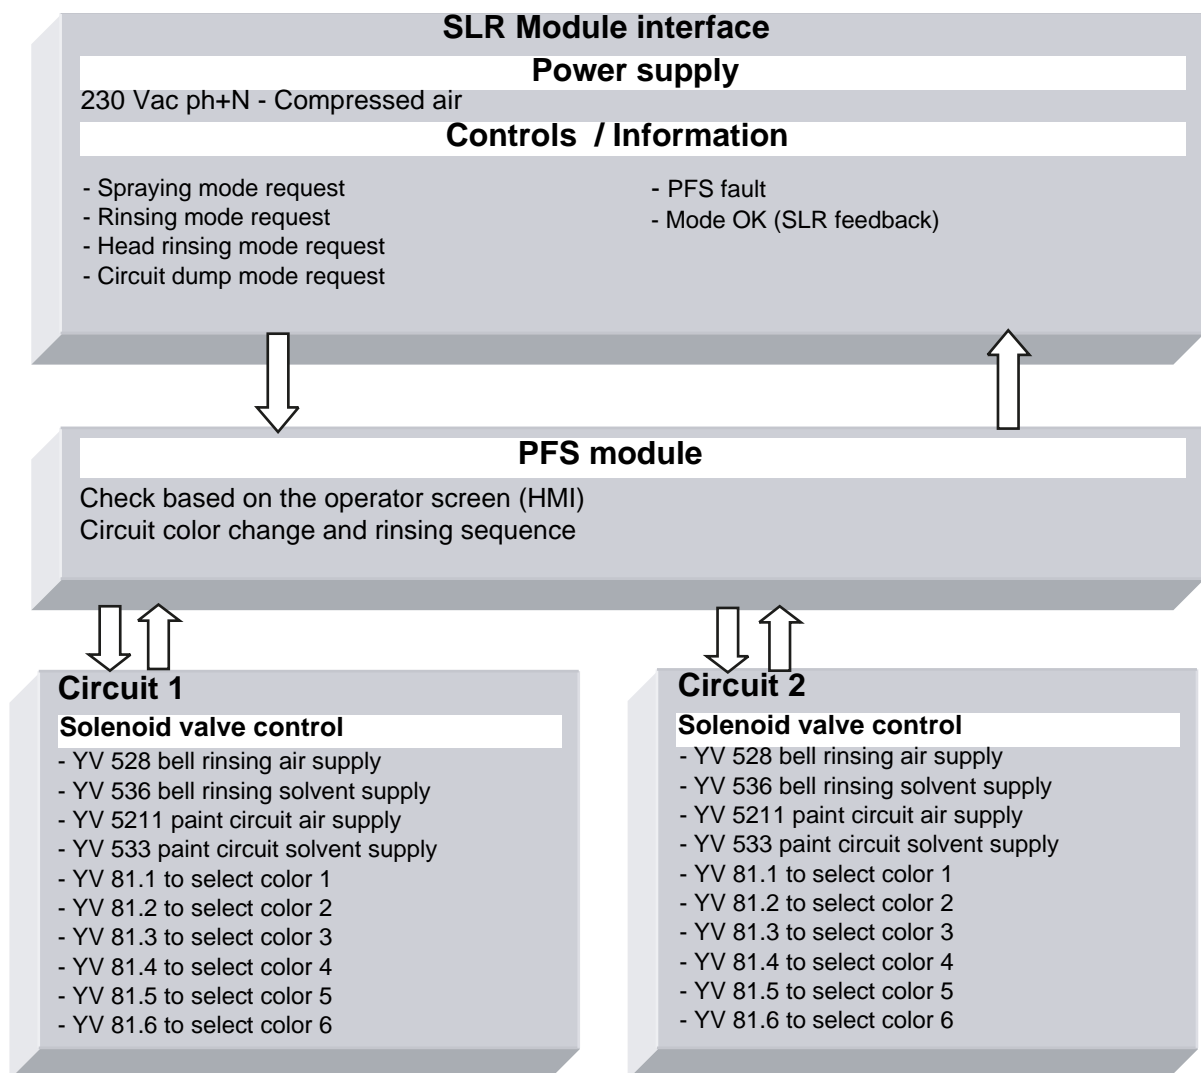 SLR Module interface
Power supply
230 Vac ph+N - Compressed air
Controls / Information
- Spraying mode request
- Rinsing mode request
- Head rinsing mode request
- Circuit dump mode request
- PFS fault
- Mode OK (SLR feedback)
PFS module
Check based on the operator screen (HMI)
Circuit color change and rinsing sequence
Circuit 1
Solenoid valve control
- YV 528 bell rinsing air supply
- YV 536 bell rinsing solvent supply
- YV 5211 paint circuit air supply
- YV 533 paint circuit solvent supply
- YV 81.1 to select color 1
- YV 81.2 to select color 2
- YV 81.3 to select color 3
- YV 81.4 to select color 4
- YV 81.5 to select color 5
- YV 81.6 to select color 6
Circuit 2
Solenoid valve control
- YV 528 bell rinsing air supply
- YV 536 bell rinsing solvent supply
- YV 5211 paint circuit air supply
- YV 533 paint circuit solvent supply
- YV 81.1 to select color 1
- YV 81.2 to select color 2
- YV 81.3 to select color 3
- YV 81.4 to select color 4
- YV 81.5 to select color 5
- YV 81.6 to select color 6